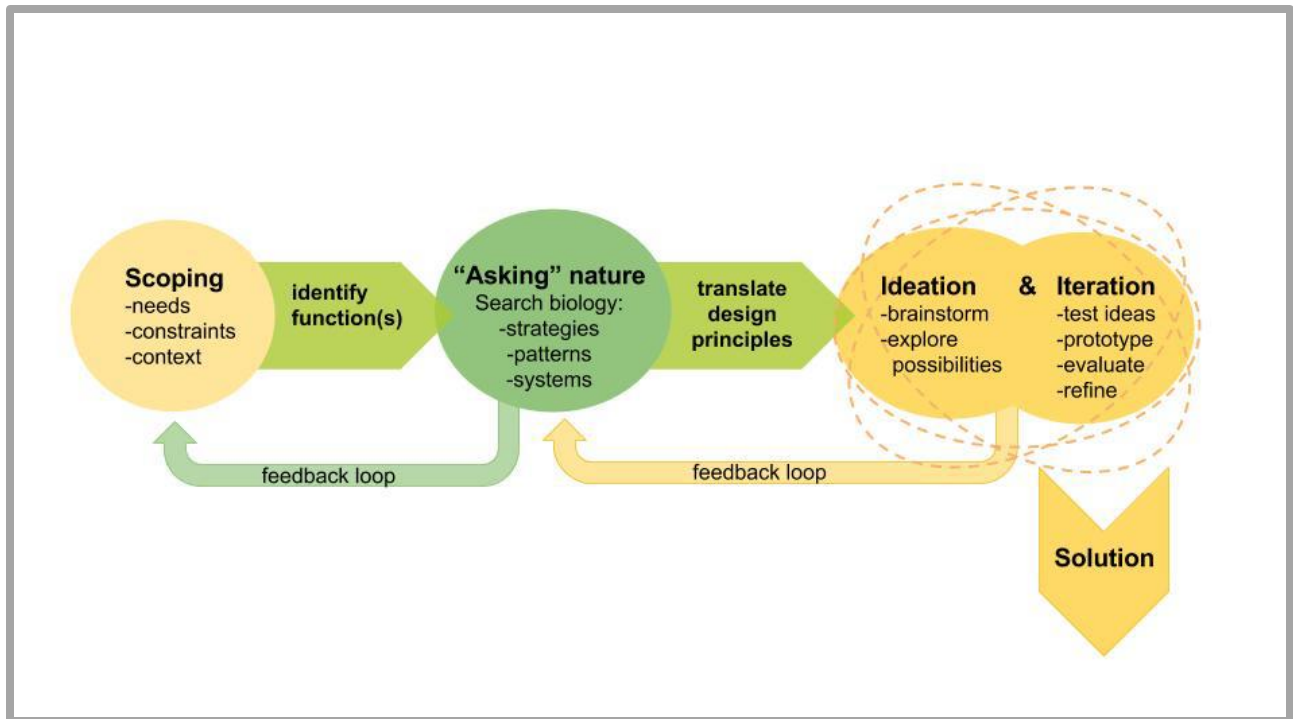 Scoping
-needs
-constraints
-context
identify
function(s)
“Asking” nature
Search biology:
-strategies
-patterns
-systems
translate
design
principles
Ideation & Iteration
-brainstorm
-explore
possibilities
-test ideas
-prototype
-evaluate
-refine
feedback loop
feedback loop
Solution